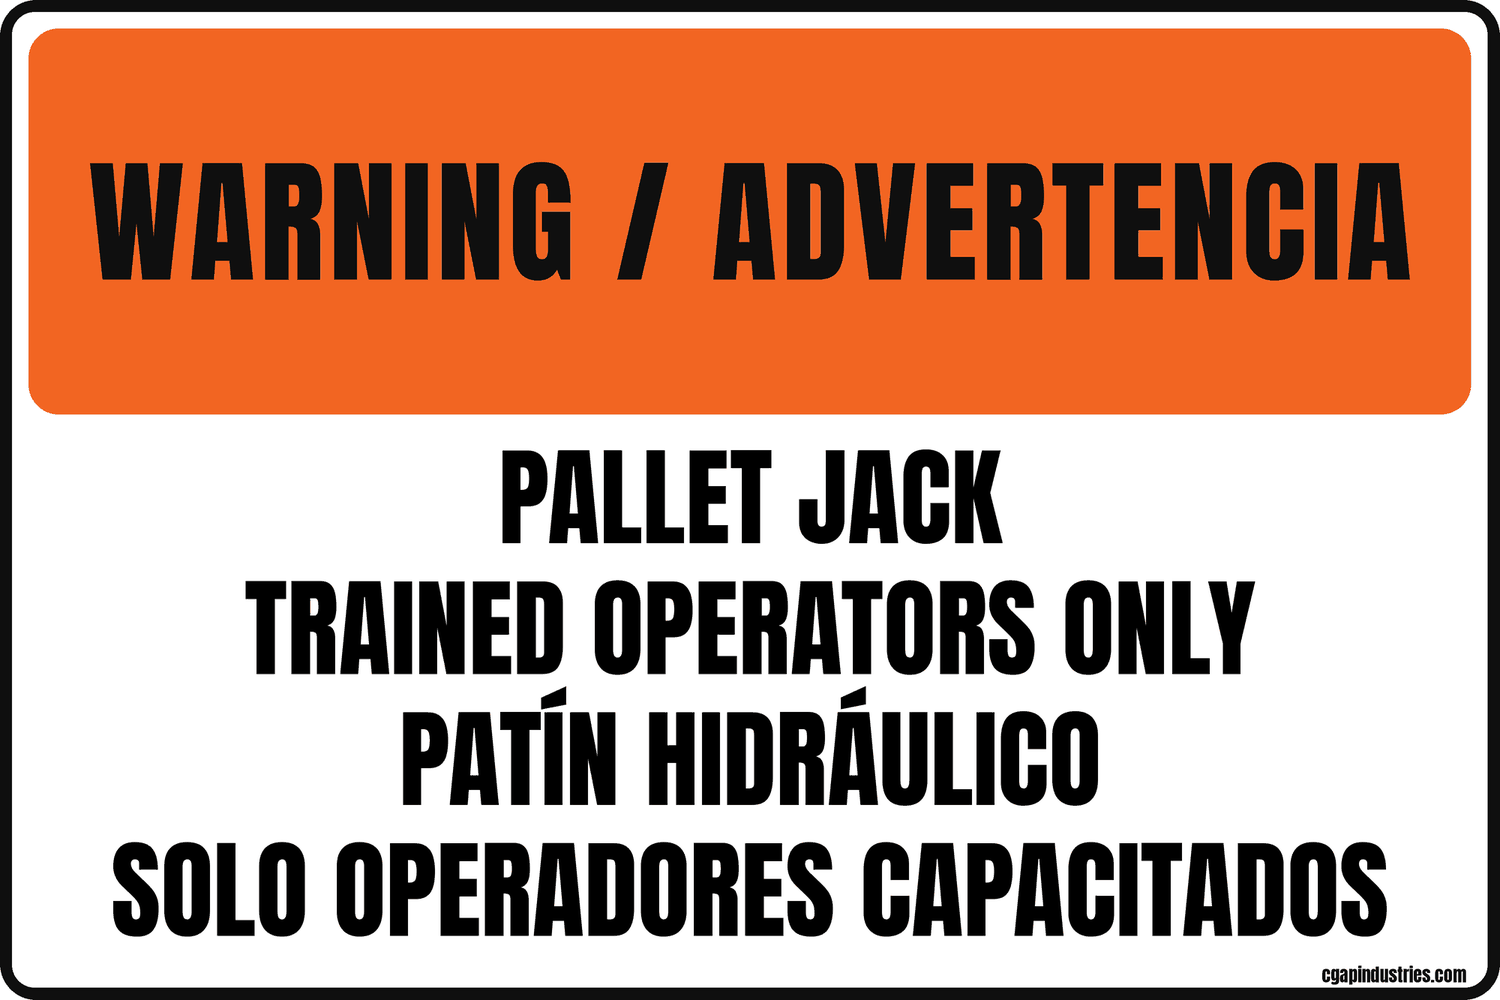 WARNING / ADVERTENCIA
PALLET JACK
TRAINED OPERATORS ONLY
PATÍN HIDRÁULICO
SOLO OPERADORES CAPACITADOS
cgapindustries.com